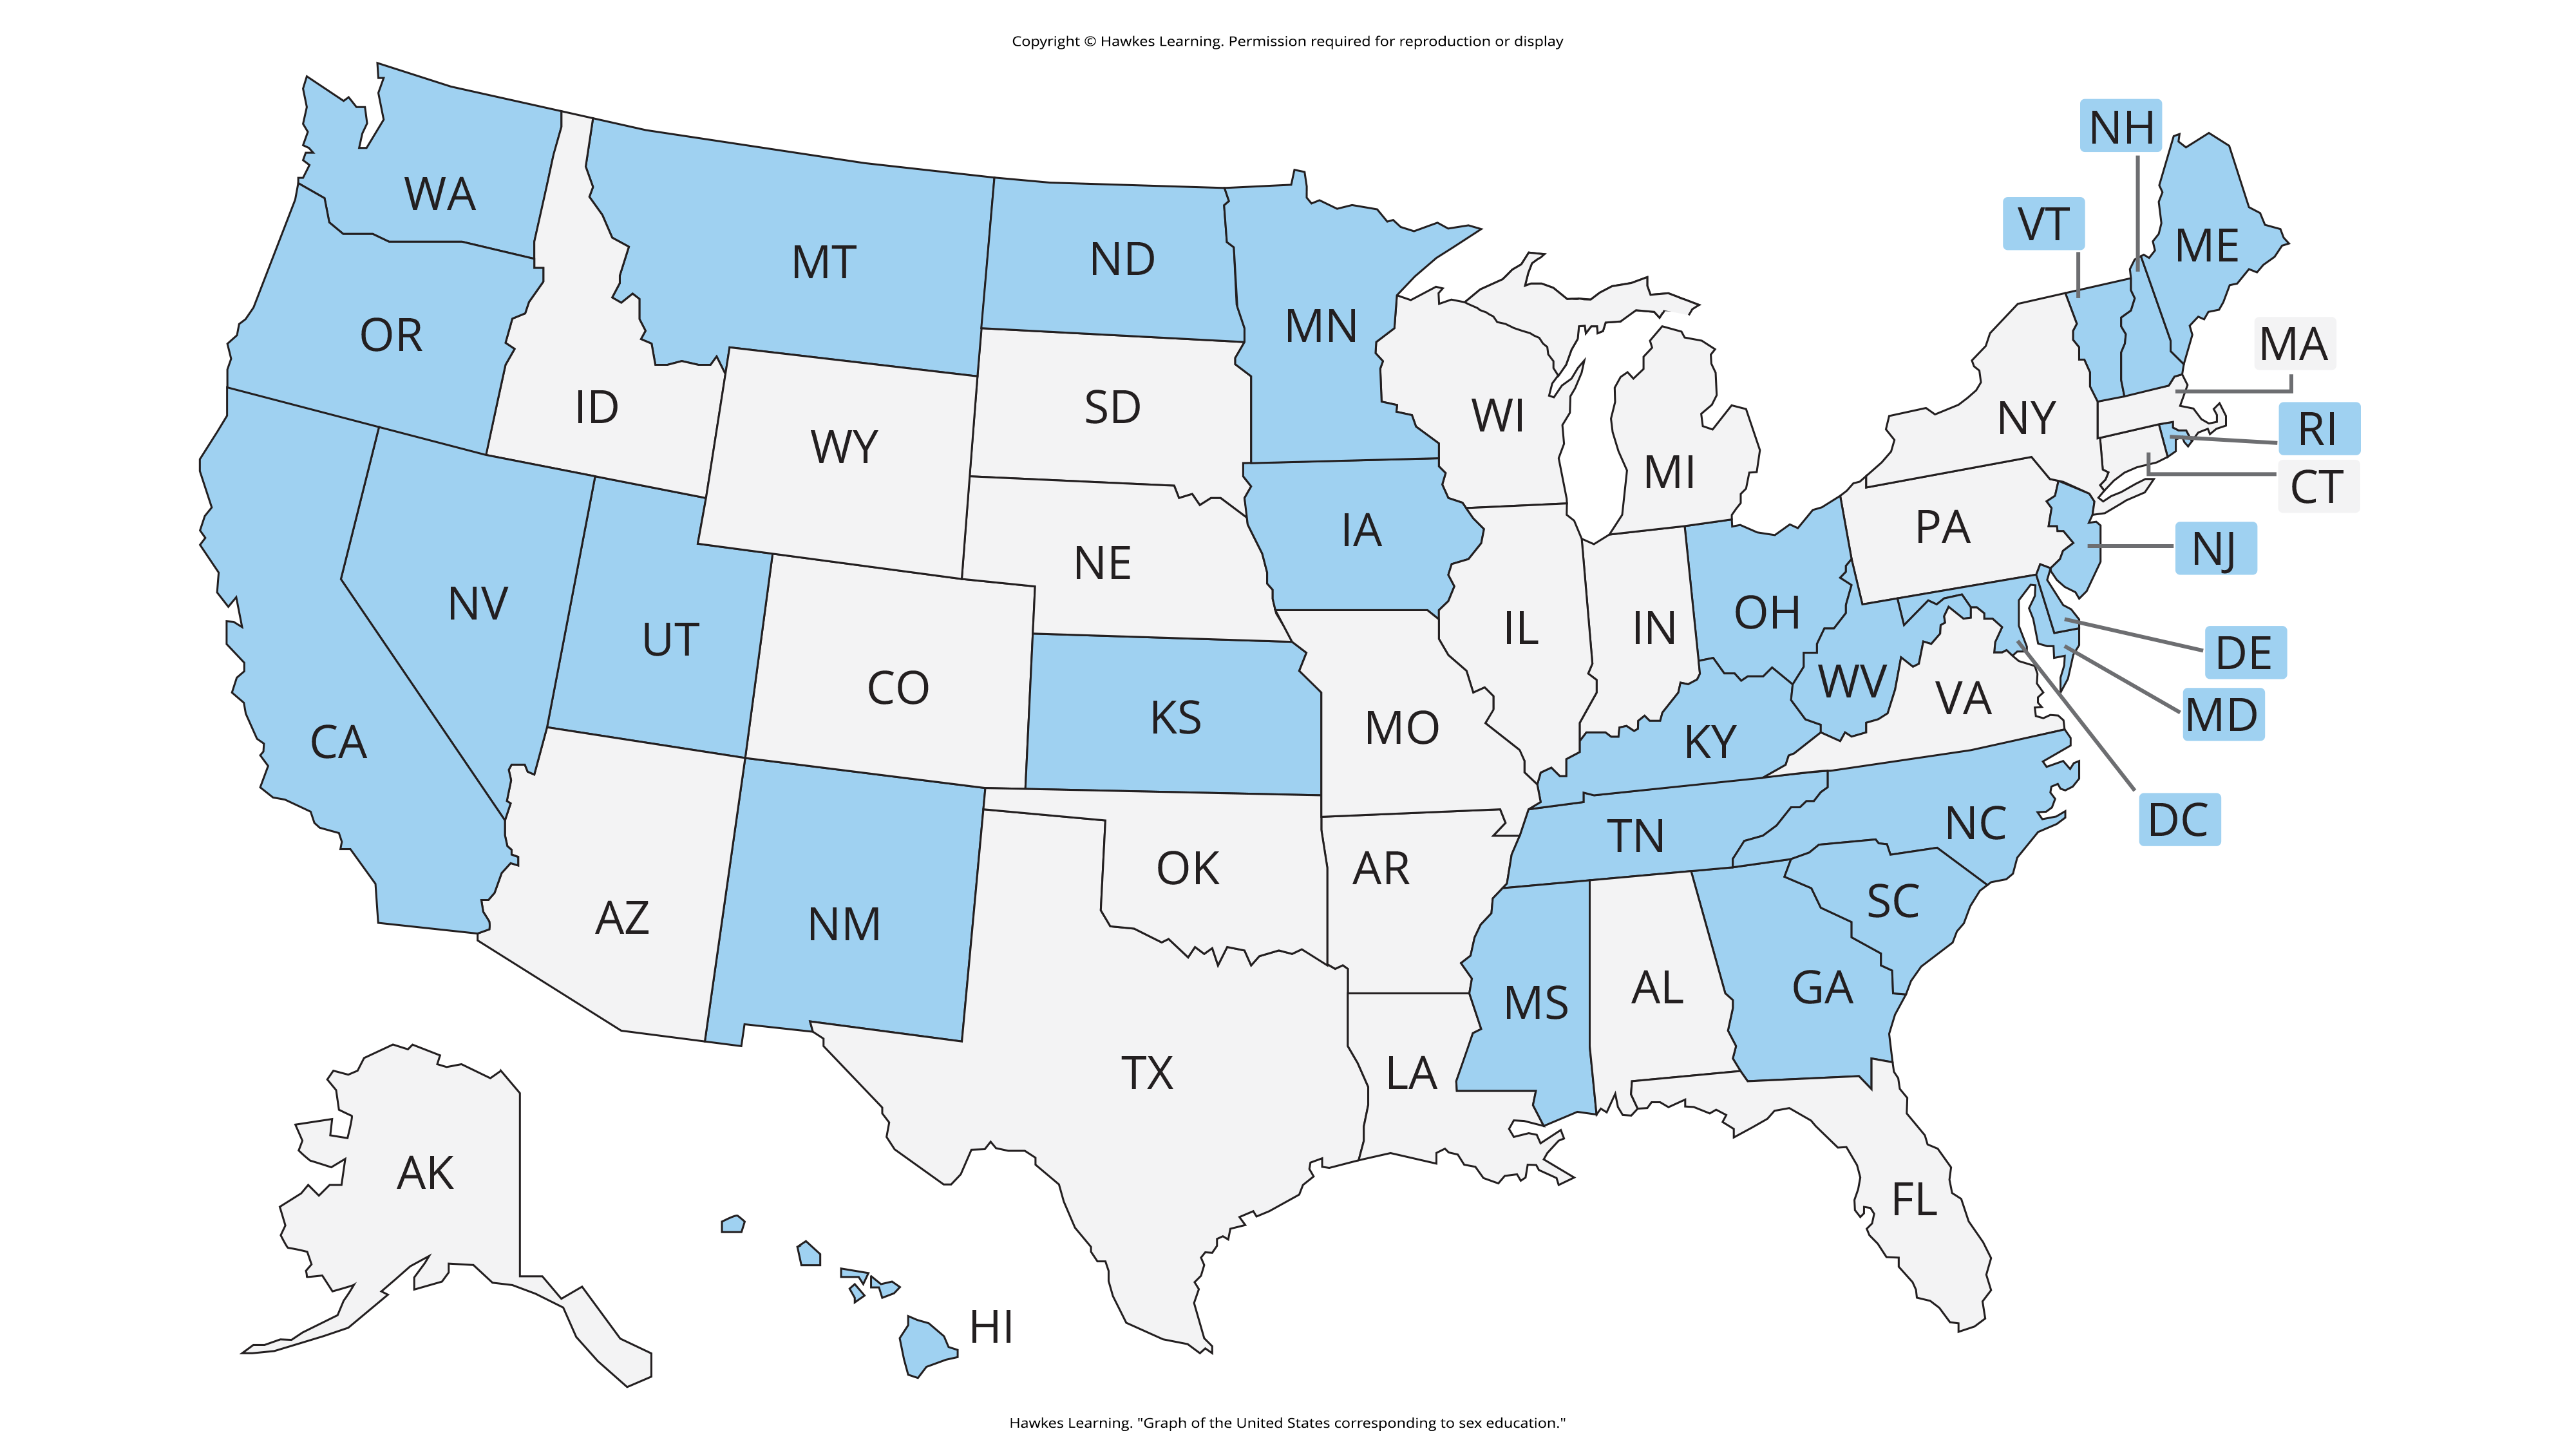 Copyright © Hawkes Learning. Permission required for reproduction or display
NH
WA
VT
ME
MT
ND
MN
OR
MA
ID
SD
WI
NY
RI
WY
MI
CT
IA
PA
NJ
NE
NV
UT
IL
IN
OH
DE
CO
KS
WV
VA
MD
CA
MO
KY
DC
TN
NC
OK
AR
SC
AZ
NM
MS
AL
GA
TX
LA
AK
FL
HI
Hawkes Learning. "Graph of the United States corresponding to sex education."